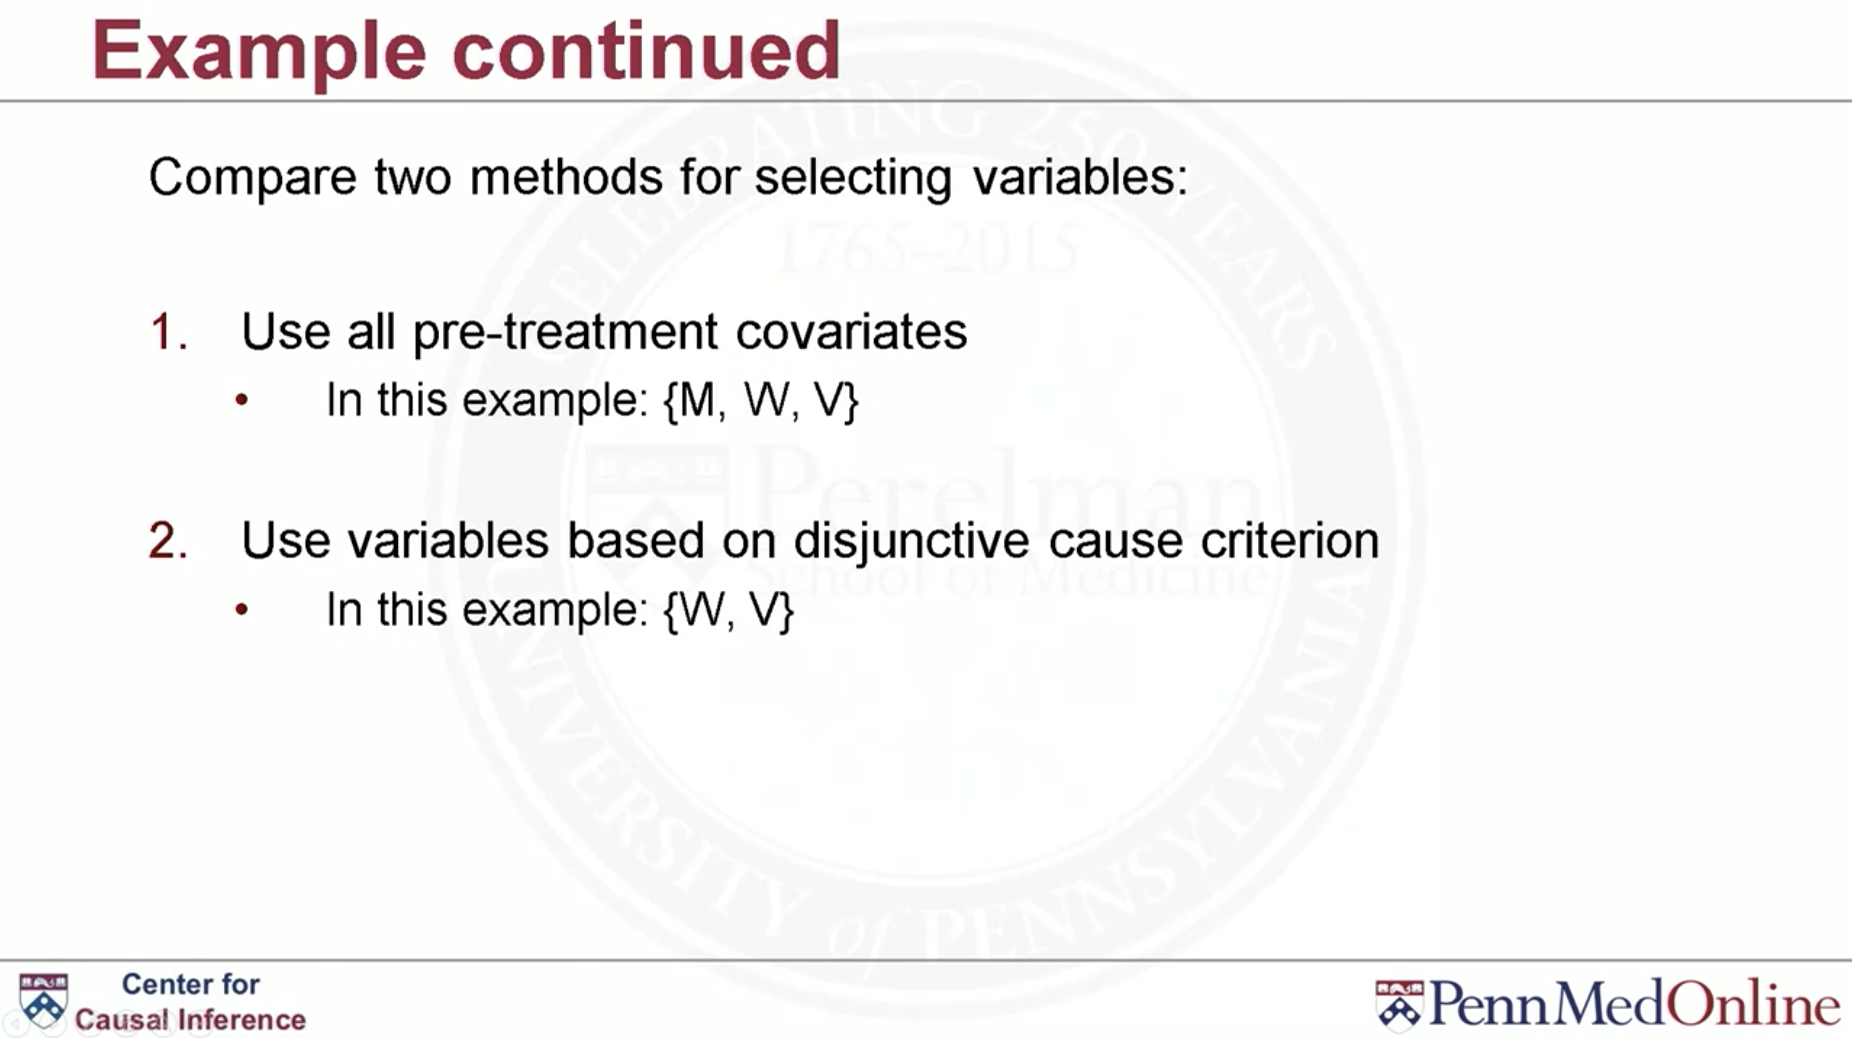 Example continued
Compare two methods for selecting variables:
1. Use all pre-treatment covariates
• In this example: {M, W, V}
2. Use variables based on disjunctive cause criterion
• In this example: {W, V}
CELEBRATING 250 YEARS
1765–2015
Perelman
School of Medicine
UNIVERSITY of PENNSYLVANIA
Center for
Causal Inference
PennMedOnline